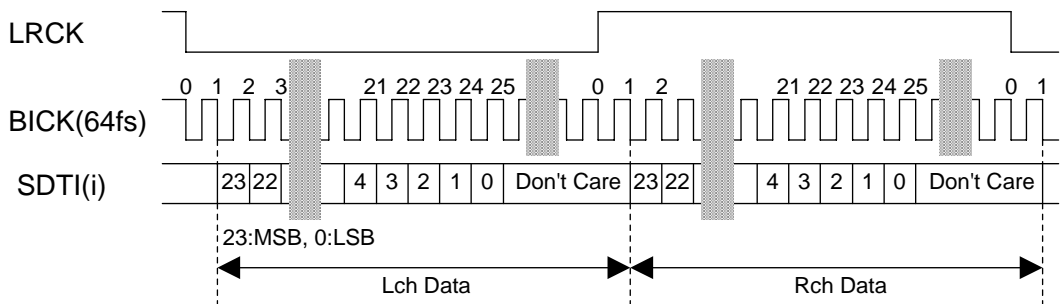 LRCK
0 1 2 3 21 22 23 24 25 0 1 2 21 22 23 24 25 0 1
BICK(64fs)
SDTI(i) 23 22 4 3 2 1 0 Don't Care 23 22 4 3 2 1 0 Don't Care
23:MSB, 0:LSB
Lch Data Rch Data